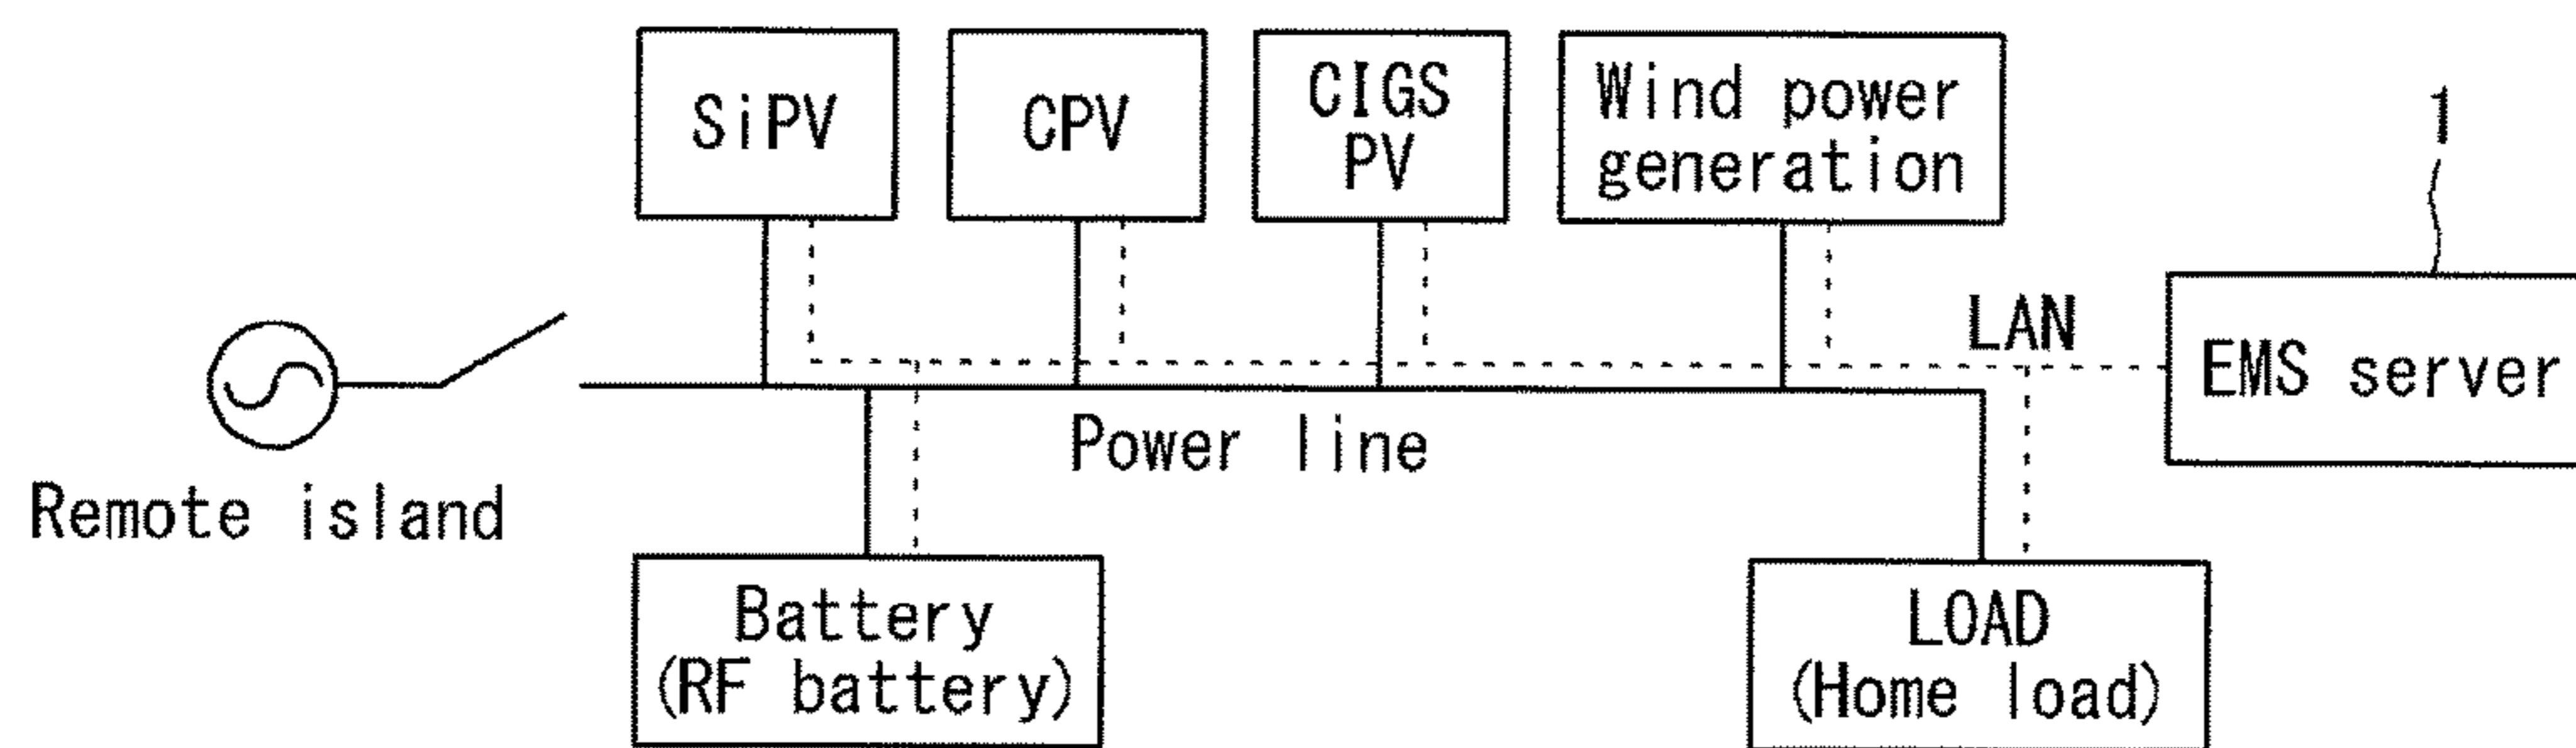 SiPV
CPV
CIGS
PV
Wind power
generation
1
LAN
EMS server
Power line
Remote island
Battery
(RF battery)
LOAD
(Home load)